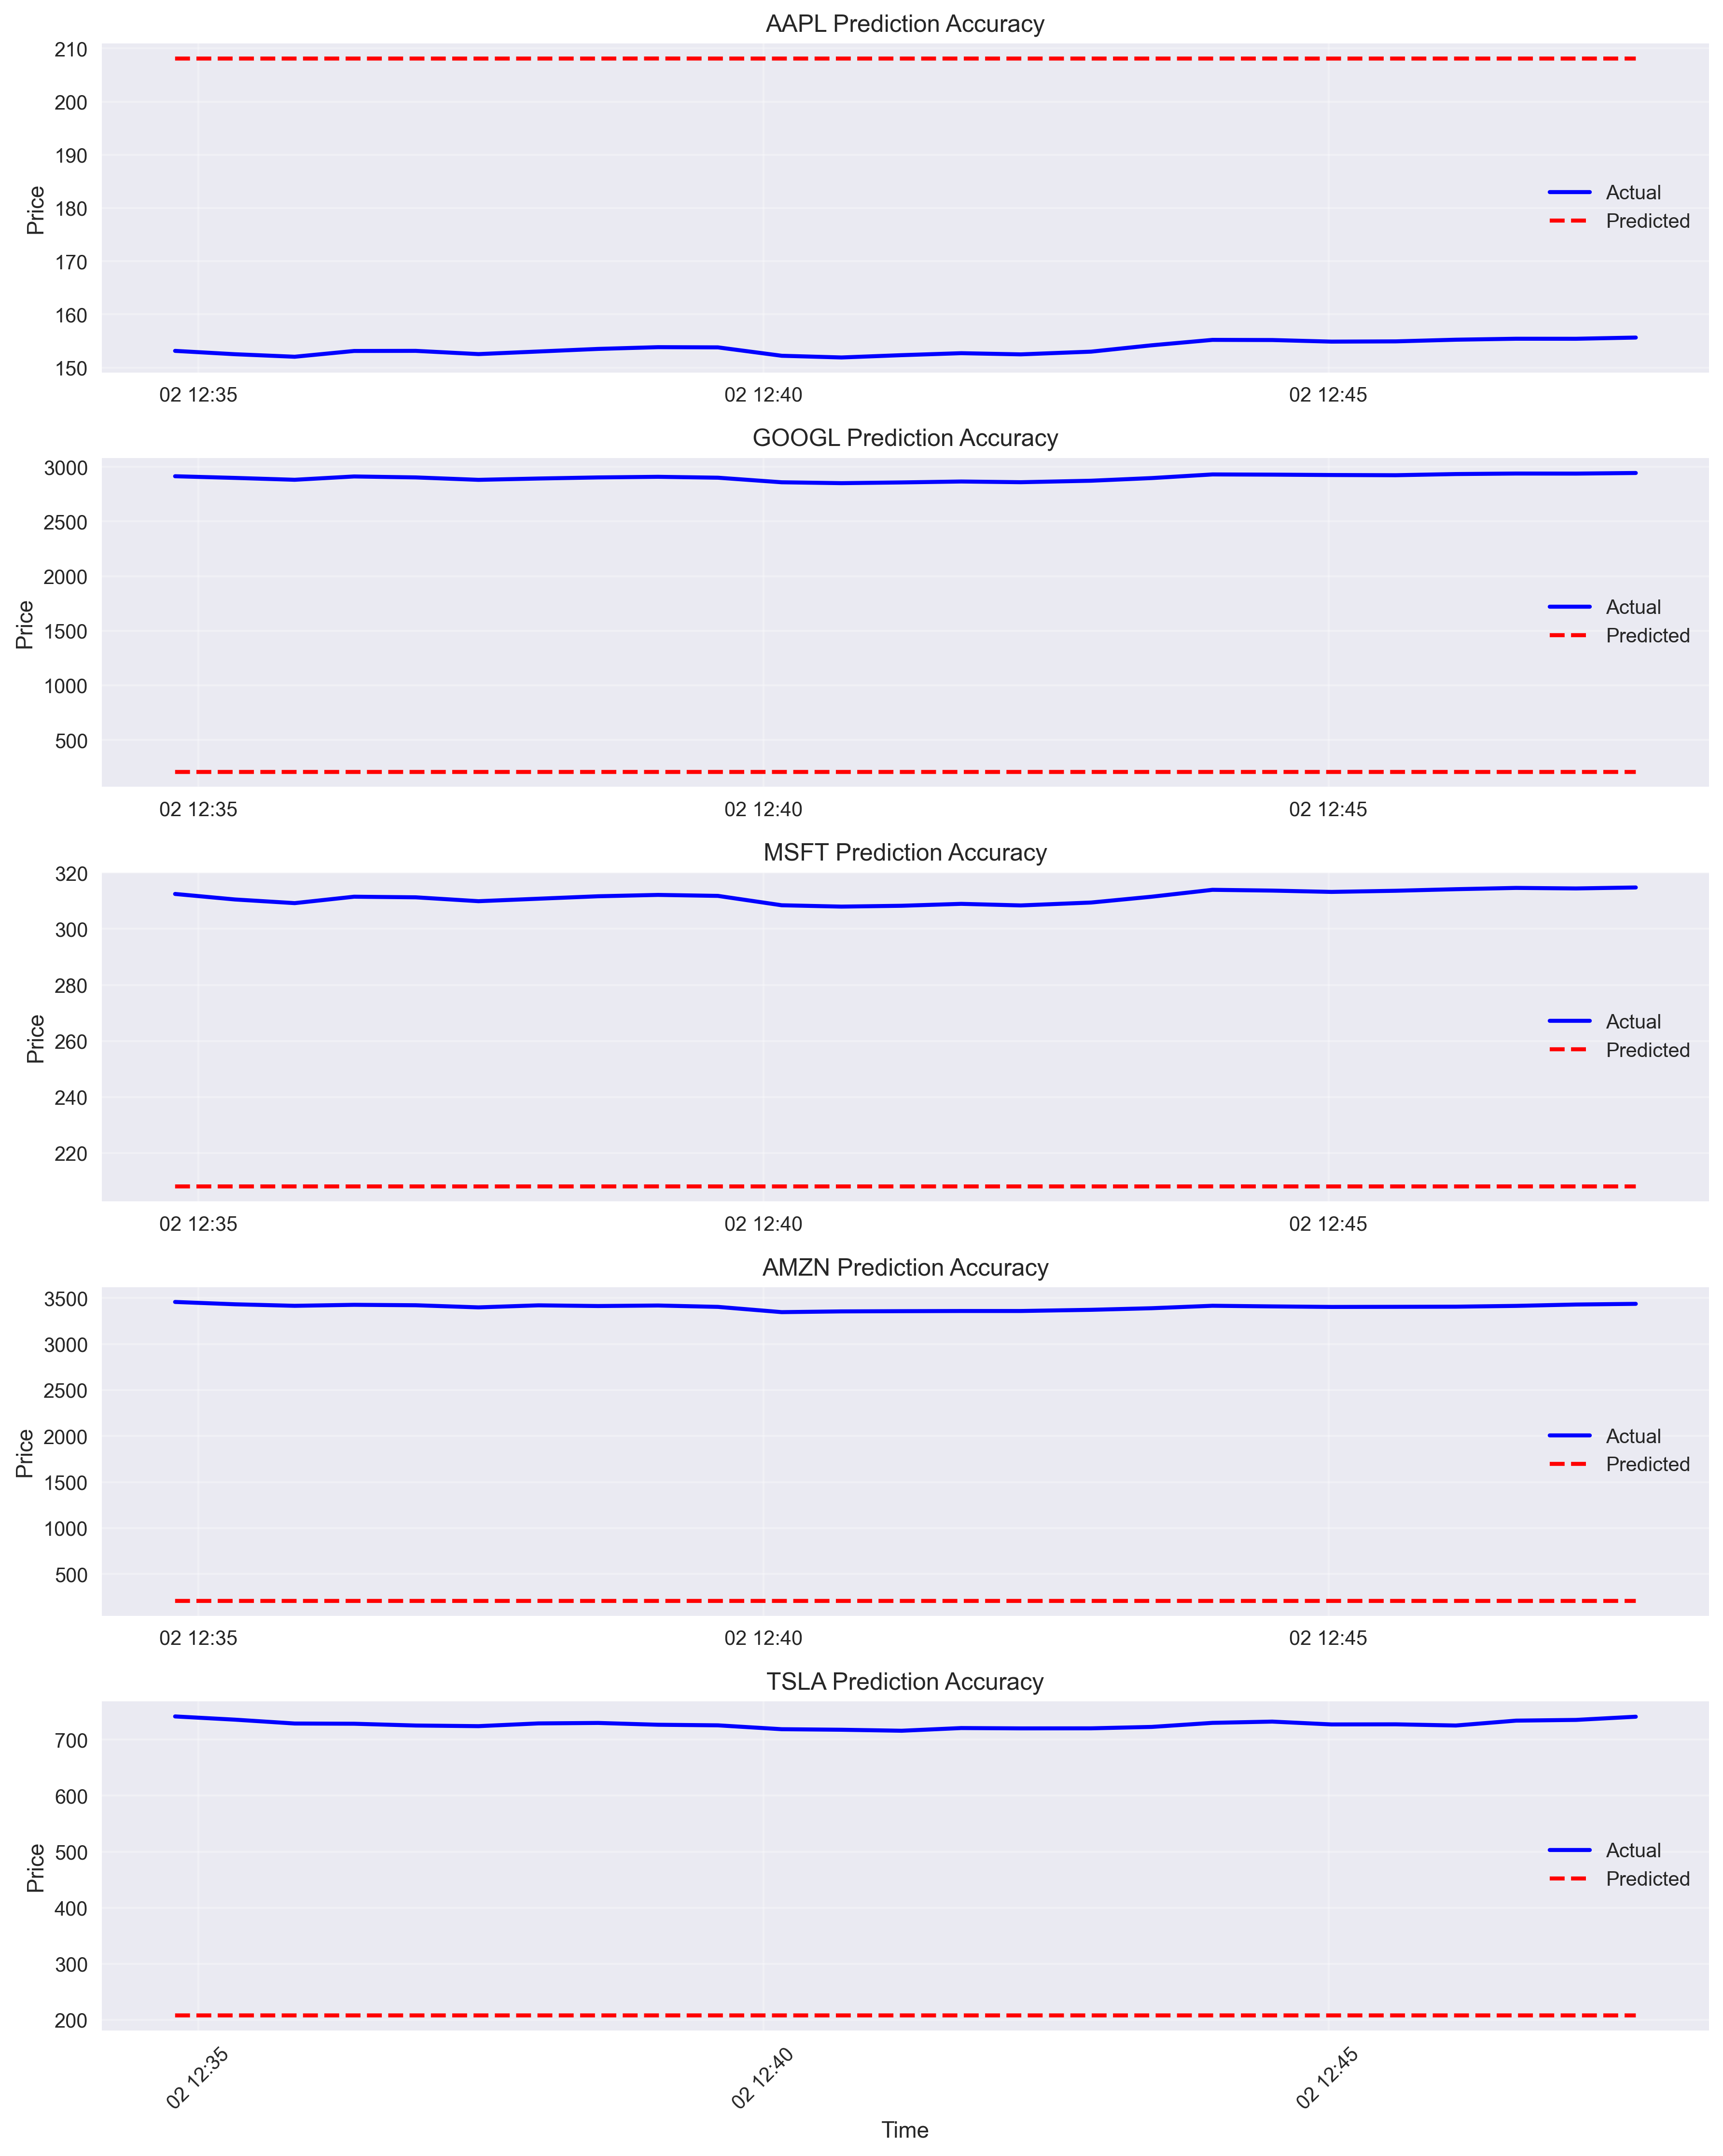 AAPL Prediction Accuracy
210
200
190
180
170
160
150
Price
Actual
Predicted
02 12:35
02 12:40
02 12:45
GOOGL Prediction Accuracy
3000
2500
2000
1500
1000
500
Price
Actual
Predicted
02 12:35
02 12:40
02 12:45
MSFT Prediction Accuracy
320
300
280
260
240
220
Price
Actual
Predicted
02 12:35
02 12:40
02 12:45
AMZN Prediction Accuracy
3500
3000
2500
2000
1500
1000
500
Price
Actual
Predicted
02 12:35
02 12:40
02 12:45
TSLA Prediction Accuracy
700
600
500
400
300
200
Price
Actual
Predicted
02 12:35
02 12:40
02 12:45
Time